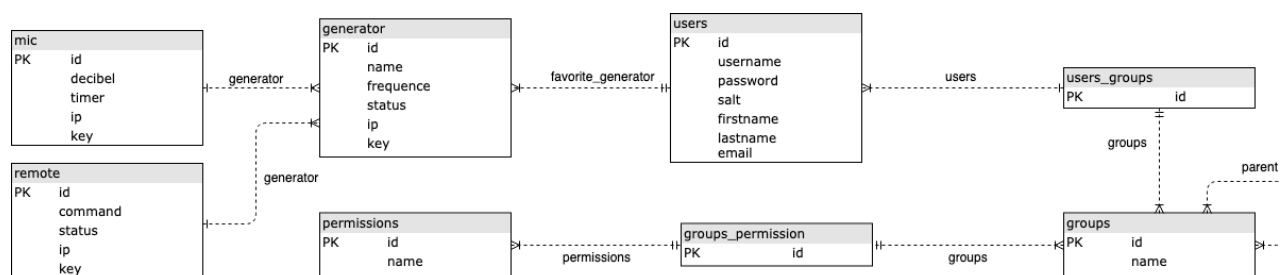 mic
PK id
decibel
timer
ip
key
generator
generator
PK id
name
frequence
status
ip
key
favorite_generator
users
PK id
username
password
salt
firstname
lastname
email
users
users_groups
PK id
groups
parent
remote
PK id
command
status
ip
key
generator
permissions
PK id
name
permissions
groups_permission
PK id
groups
groups
PK id
name